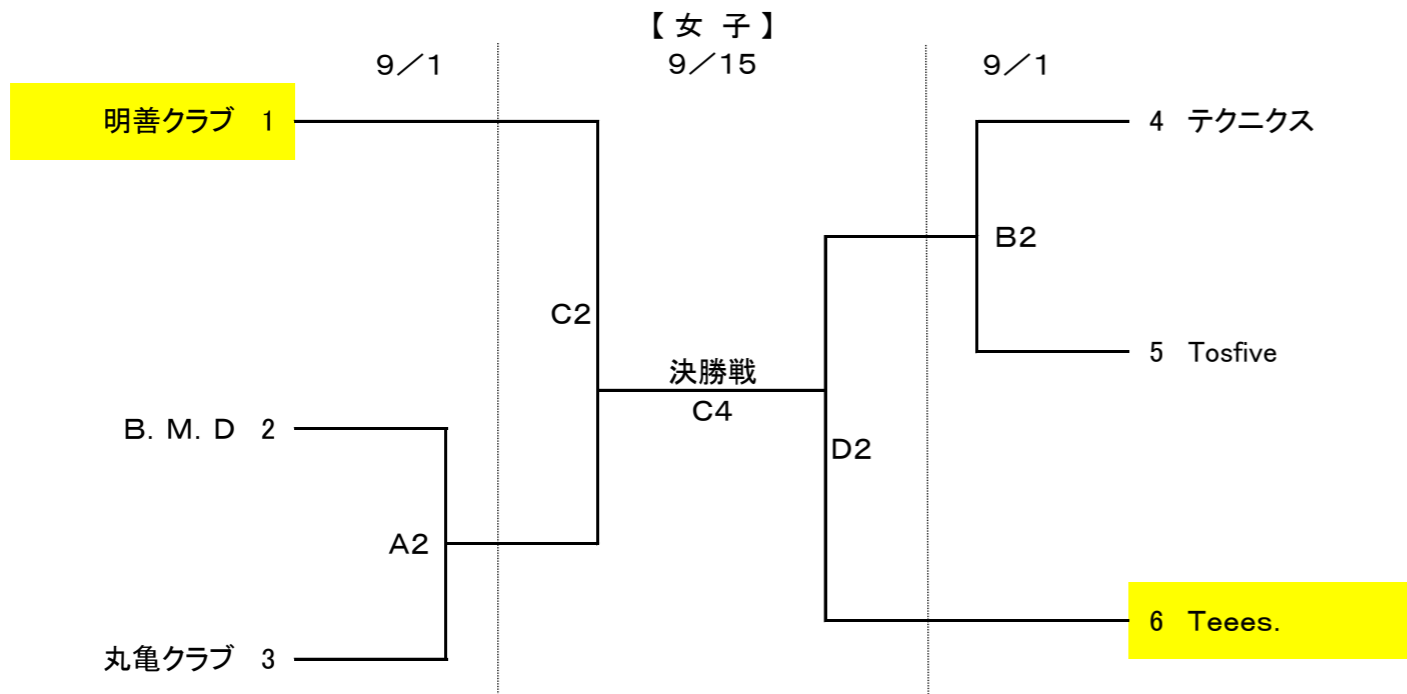 【 女 子 】
9／1
9／15
9／1
明善クラブ 1
4 テクニクス
B2
C2
5 Tosfive
決勝戦
C4
B. M. D 2
D2
A2
6 Teees.
丸亀クラブ 3